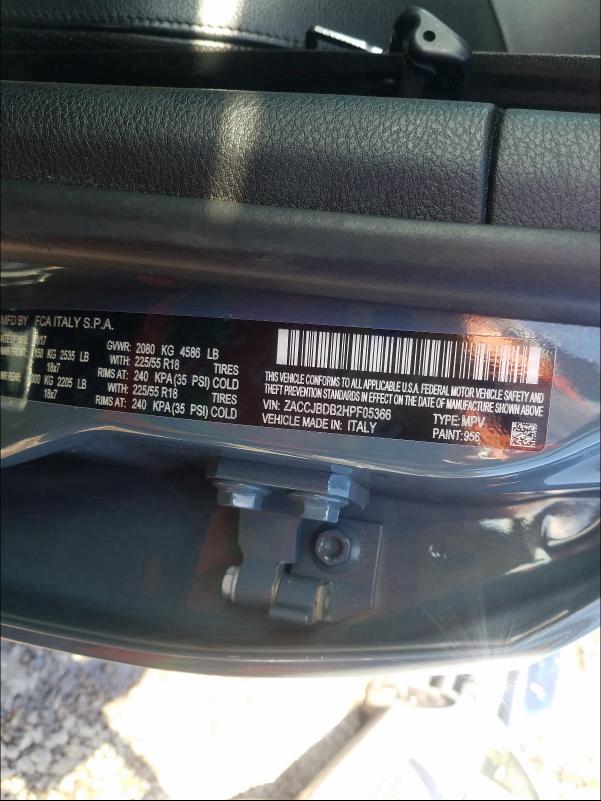 MFD BY FCA ITALY S.P.A.
GVWR: 2080 KG 4586 LB
KG 2535 LB WITH: 225/55 R18 TIRES
18x7 RIMS AT: 240 KPA(35 PSI) COLD
KG 2205 LB WITH: 225/55 R18 TIRES
18x7 RIMS AT: 240 KPA(35 PSI) COLD
THIS VEHICLE CONFORMS TO ALL APPLICABLE U.S.A. FEDERAL MOTOR VEHICLE SAFETY AND
THEFT PREVENTION STANDARDS IN EFFECT ON THE DATE OF MANUFACTURE SHOWN ABOVE
VIN: ZACCJBDB2HPF05366 TYPE: MPV
VEHICLE MADE IN: ITALY PAINT: 956